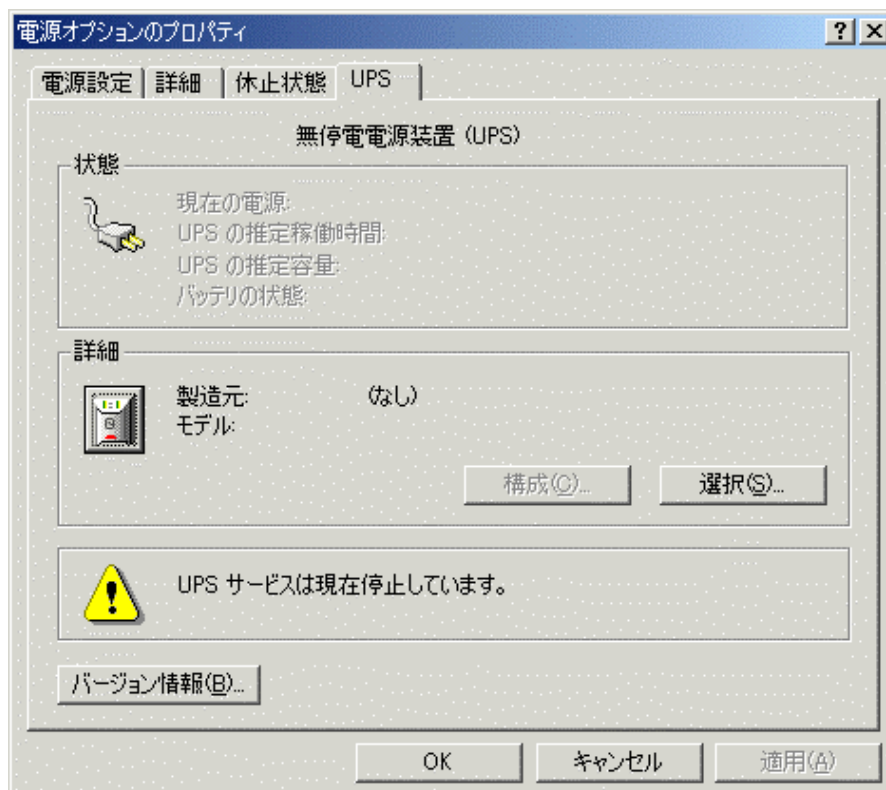 電源オプションのプロパティ
電源設定 詳細 休止状態 UPS
無停電電源装置 (UPS)
状態
現在の電源:
UPS の推定稼働時間:
UPS の推定容量:
バッテリの状態:
詳細
製造元: (なし)
モデル:
構成(C)... 選択(S)...
UPS サービスは現在停止しています。
バージョン情報(B)...
OK キャンセル 適用(A)